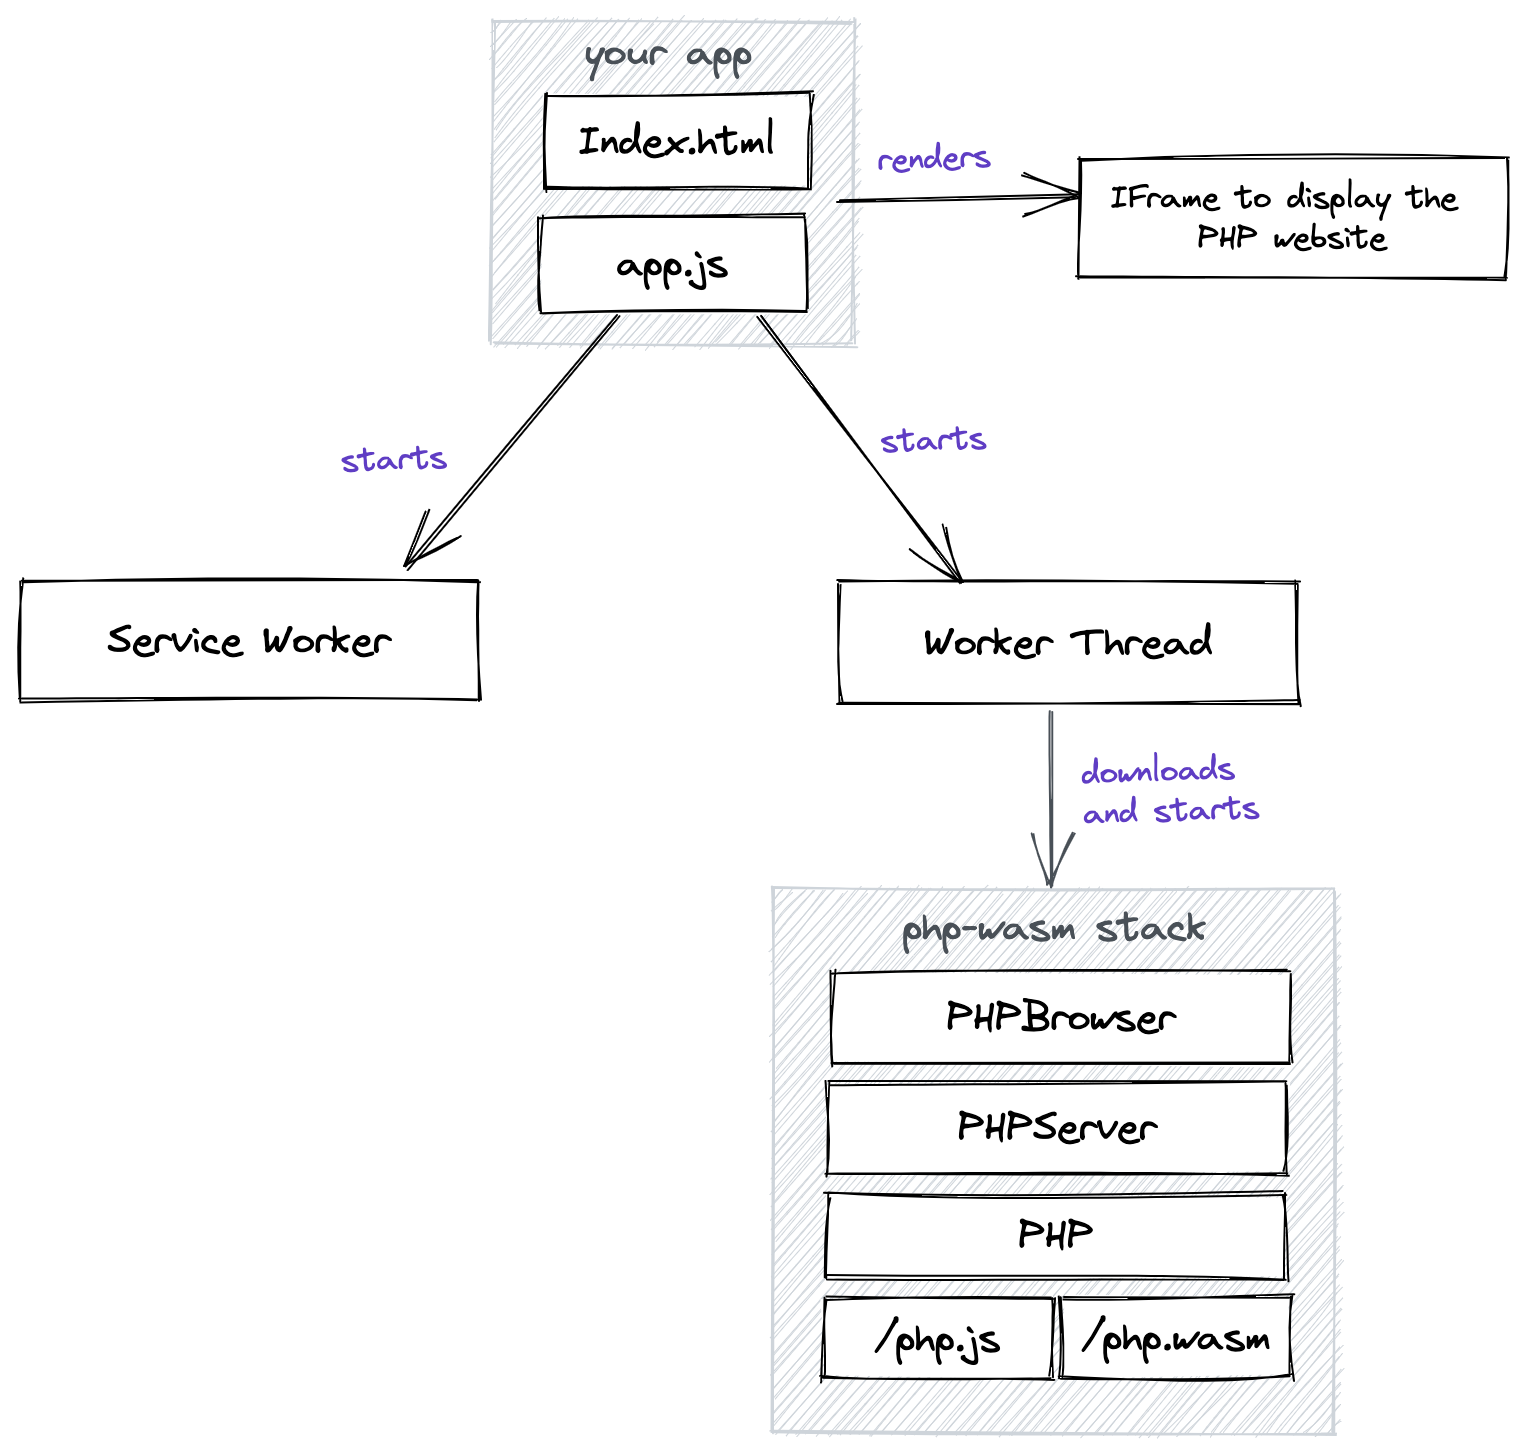 your app
Index.html
app.js
renders
IFrame to display the
PHP website
starts
starts
Service Worker
Worker Thread
downloads
and starts
php-wasm stack
PHPBrowser
PHPServer
PHP
/php.js
/php.wasm